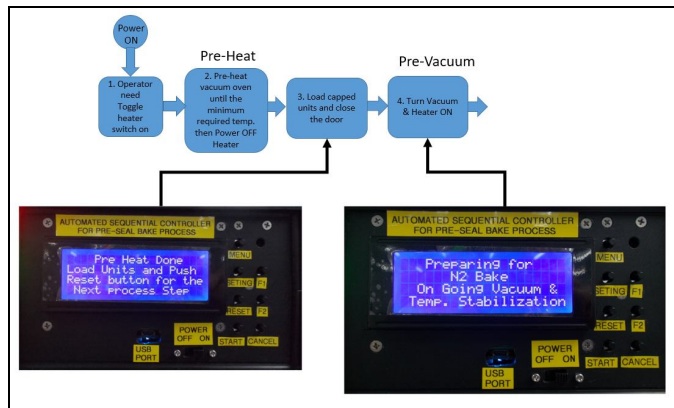 Power
ON
Pre-Heat
Pre-Vacuum
1. Operator
need
Toggle
heater
switch on
2. Pre-heat
vacuum oven
until the
minimum
required temp.
then Power OFF
Heater
3. Load capped
units and close
the door
4. Turn Vacuum
& Heater ON
AUTOMATED SEQUENTIAL CONTROLLER
FOR PRE-SEAL BAKE PROCESS
Pre Heat Done
Load Units and Push
Reset button for the
Next process Step
MENU
SETING
F1
RESET
F2
START
CANCEL
POWER
OFF ON
USB
PORT
AUTOMATED SEQUENTIAL CONTROLLER
FOR PRE-SEAL BAKE PROCESS
Preparing for
N2 Bake
On Going Vacuum &
Temp. Stabilization
MENU
SETING
F1
RESET
F2
START
CANCEL
POWER
OFF ON
USB
PORT